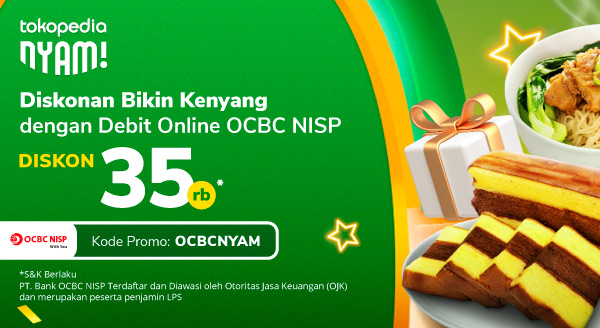 tokopedia
NYAM!
Diskonan Bikin Kenyang
dengan Debit Online OCBC NISP
DISKON 35 rb*
OCBC NISP
With You
Kode Promo: OCBCNYAM
*S&K Berlaku
PT. Bank OCBC NISP Terdaftar dan Diawasi oleh Otoritas Jasa Keuangan (OJK)
dan merupakan peserta penjamin LPS